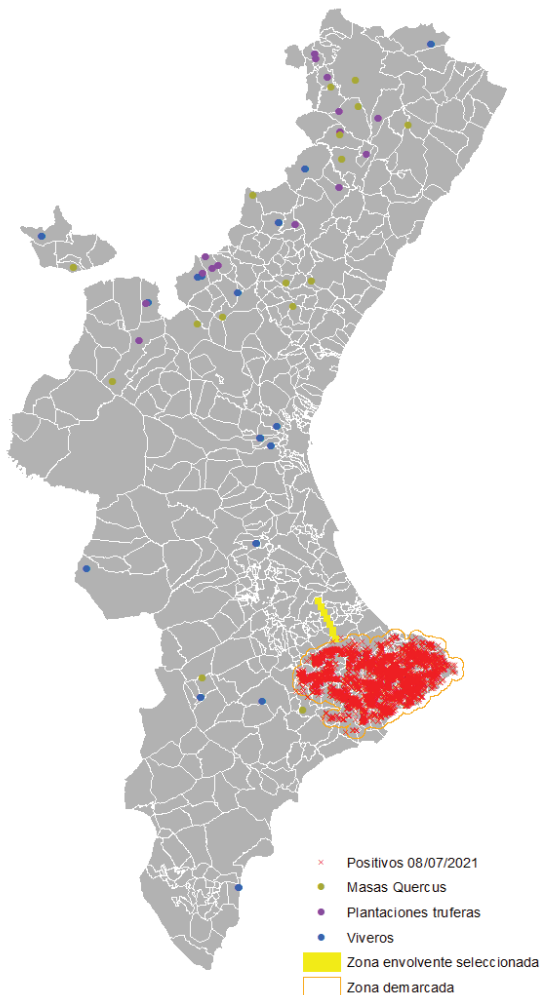 Positivos 08/07/2021
Masas Quercus
Plantaciones truferas
Viveros
Zona envolvente seleccionada
Zona demarcada